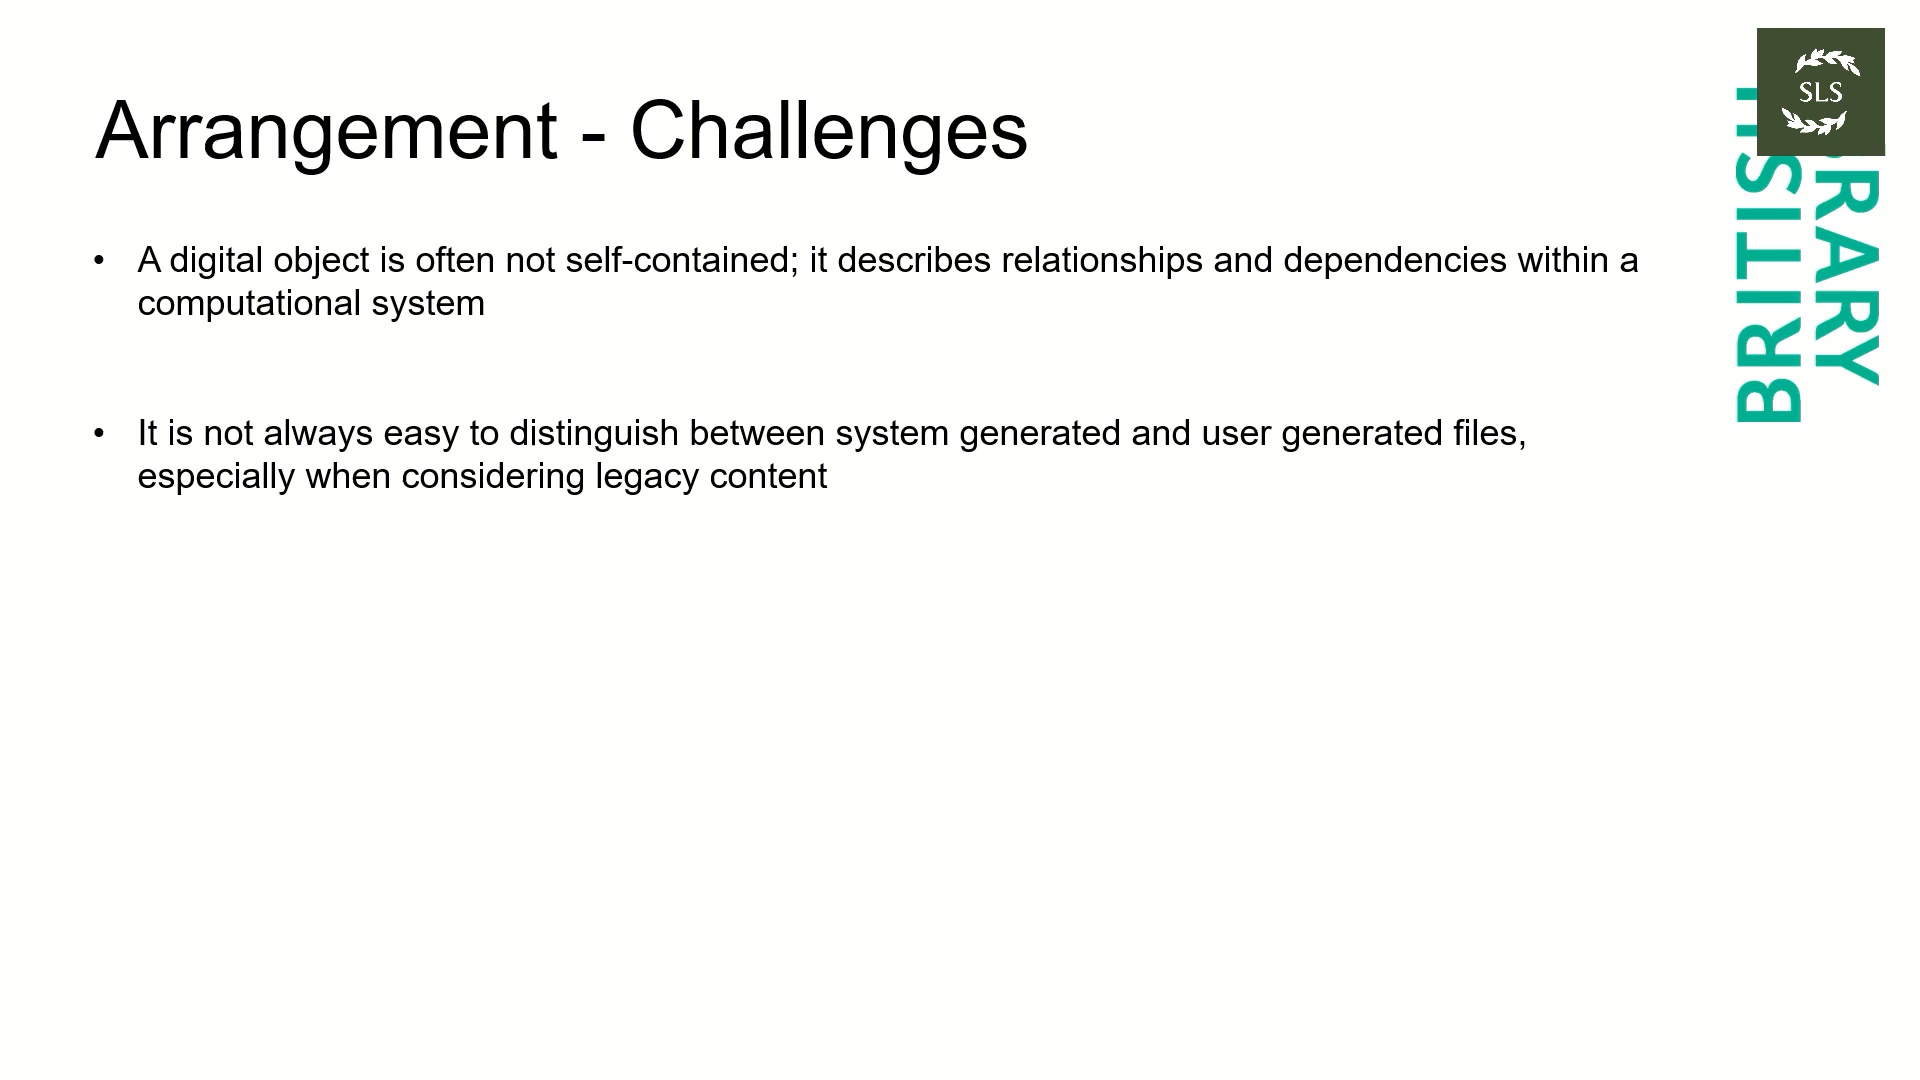 Arrangement - Challenges
• A digital object is often not self-contained; it describes relationships and dependencies within a
computational system
• It is not always easy to distinguish between system generated and user generated files,
especially when considering legacy content
SLS
BRITISH
RARY